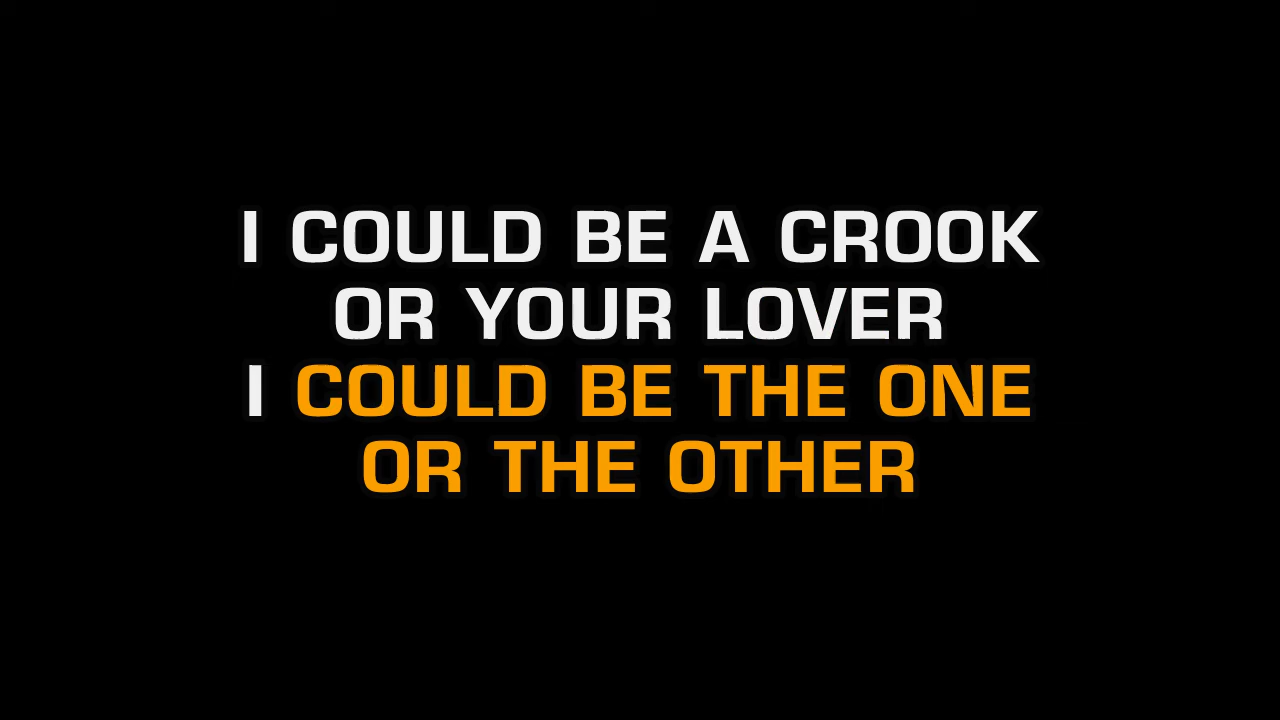 I COULD BE A CROOK
OR YOUR LOVER
I COULD BE THE ONE
OR THE OTHER